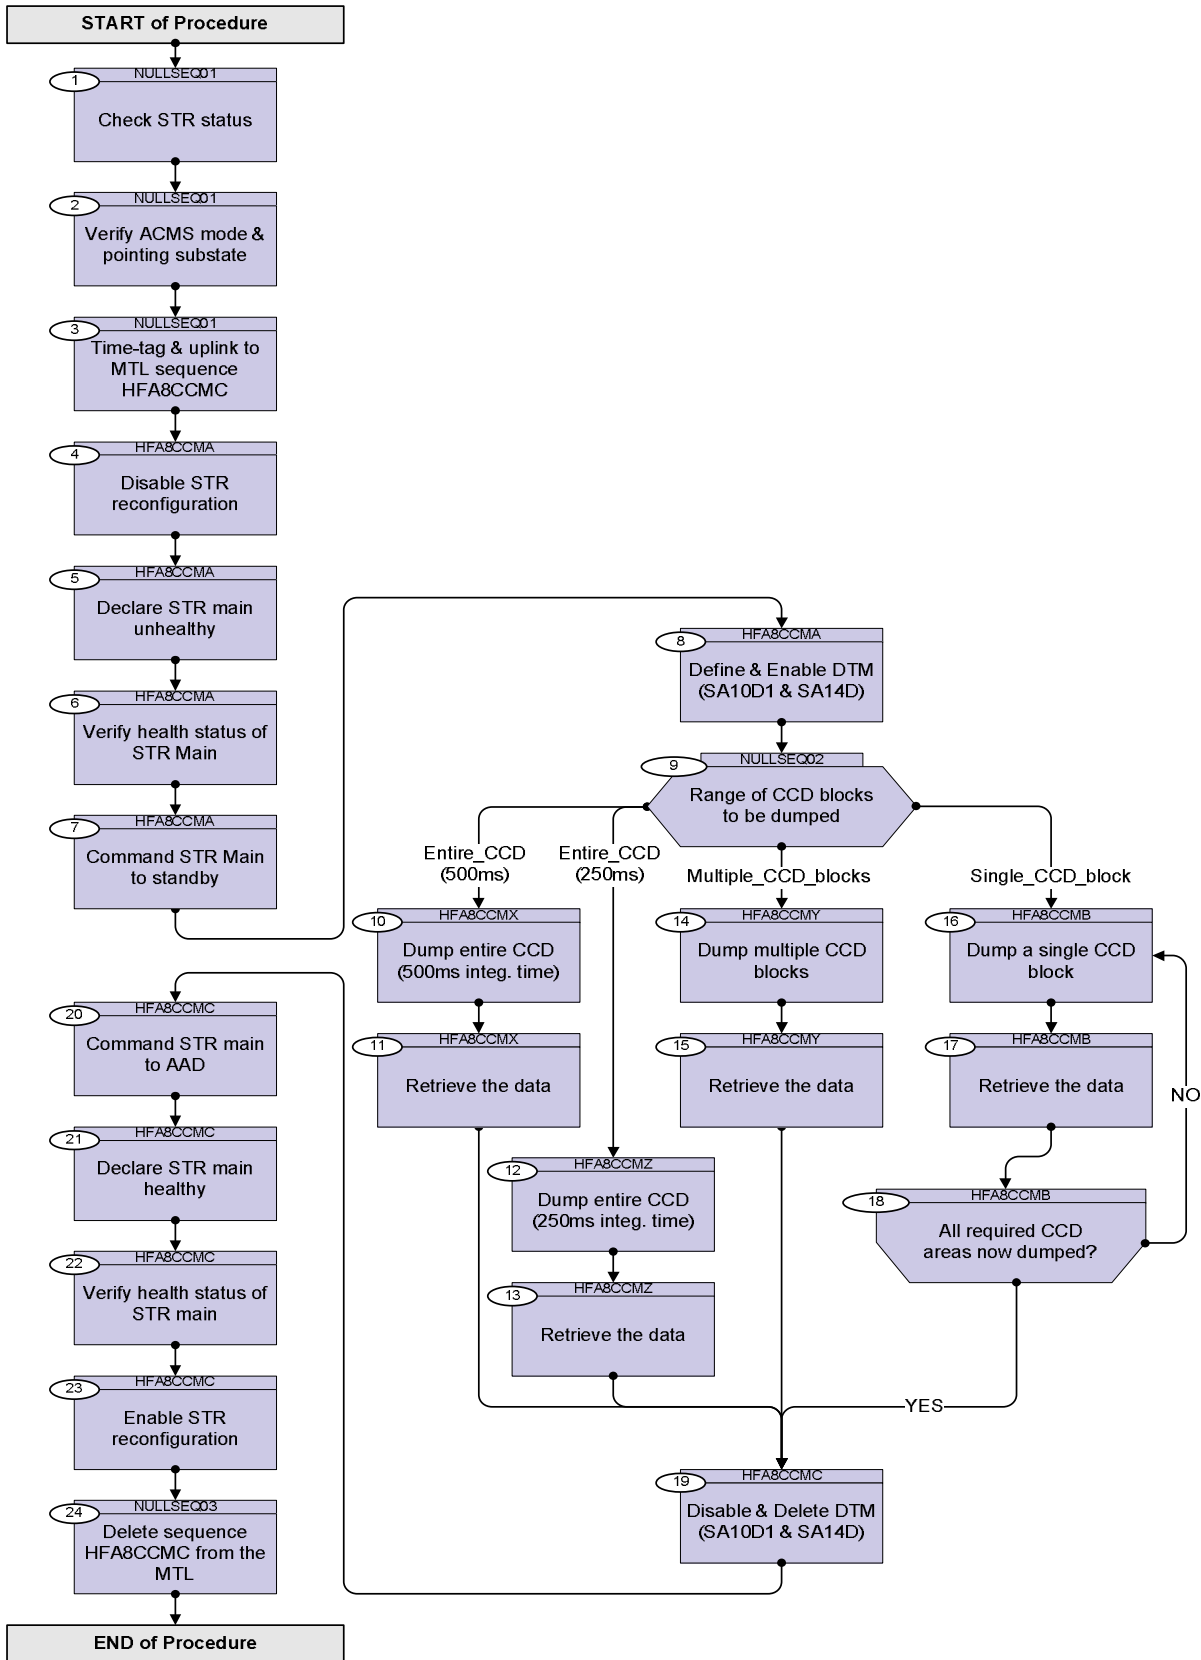 START of Procedure
NULLSEQ01
1
Check STR status
NULLSEQ01
2
Verify ACMS mode &
pointing substate
NULLSEQ01
3
Time-tag & uplink to
MTL sequence
HFA8CCMC
HFA8CCMA
4
Disable STR
reconfiguration
HFA8CCMA
5
Declare STR main
unhealthy
HFA8CCMA
6
Verify health status of
STR Main
HFA8CCMA
7
Command STR Main
to standby
HFA8CCMA
8
Define & Enable DTM
(SA10D1 & SA14D)
NULLSEQ02
9
Range of CCD blocks
to be dumped
Entire_CCD
(500ms)
Entire_CCD
(250ms)
Multiple_CCD_blocks
Single_CCD_block
HFA8CCMX
10
Dump entire CCD
(500ms integ. time)
HFA8CCMX
11
Retrieve the data
HFA8CCMZ
12
Dump entire CCD
(250ms integ. time)
HFA8CCMZ
13
Retrieve the data
HFA8CCMY
14
Dump multiple CCD
blocks
HFA8CCMY
15
Retrieve the data
HFA8CCMB
16
Dump a single CCD
block
HFA8CCMB
17
Retrieve the data
NO
HFA8CCMB
18
All required CCD
areas now dumped?
YES
HFA8CCMC
19
Disable & Delete DTM
(SA10D1 & SA14D)
HFA8CCMC
20
Command STR main
to AAD
HFA8CCMC
21
Declare STR main
healthy
HFA8CCMC
22
Verify health status of
STR main
HFA8CCMC
23
Enable STR
reconfiguration
NULLSEQ03
24
Delete sequence
HFA8CCMC from the
MTL
END of Procedure